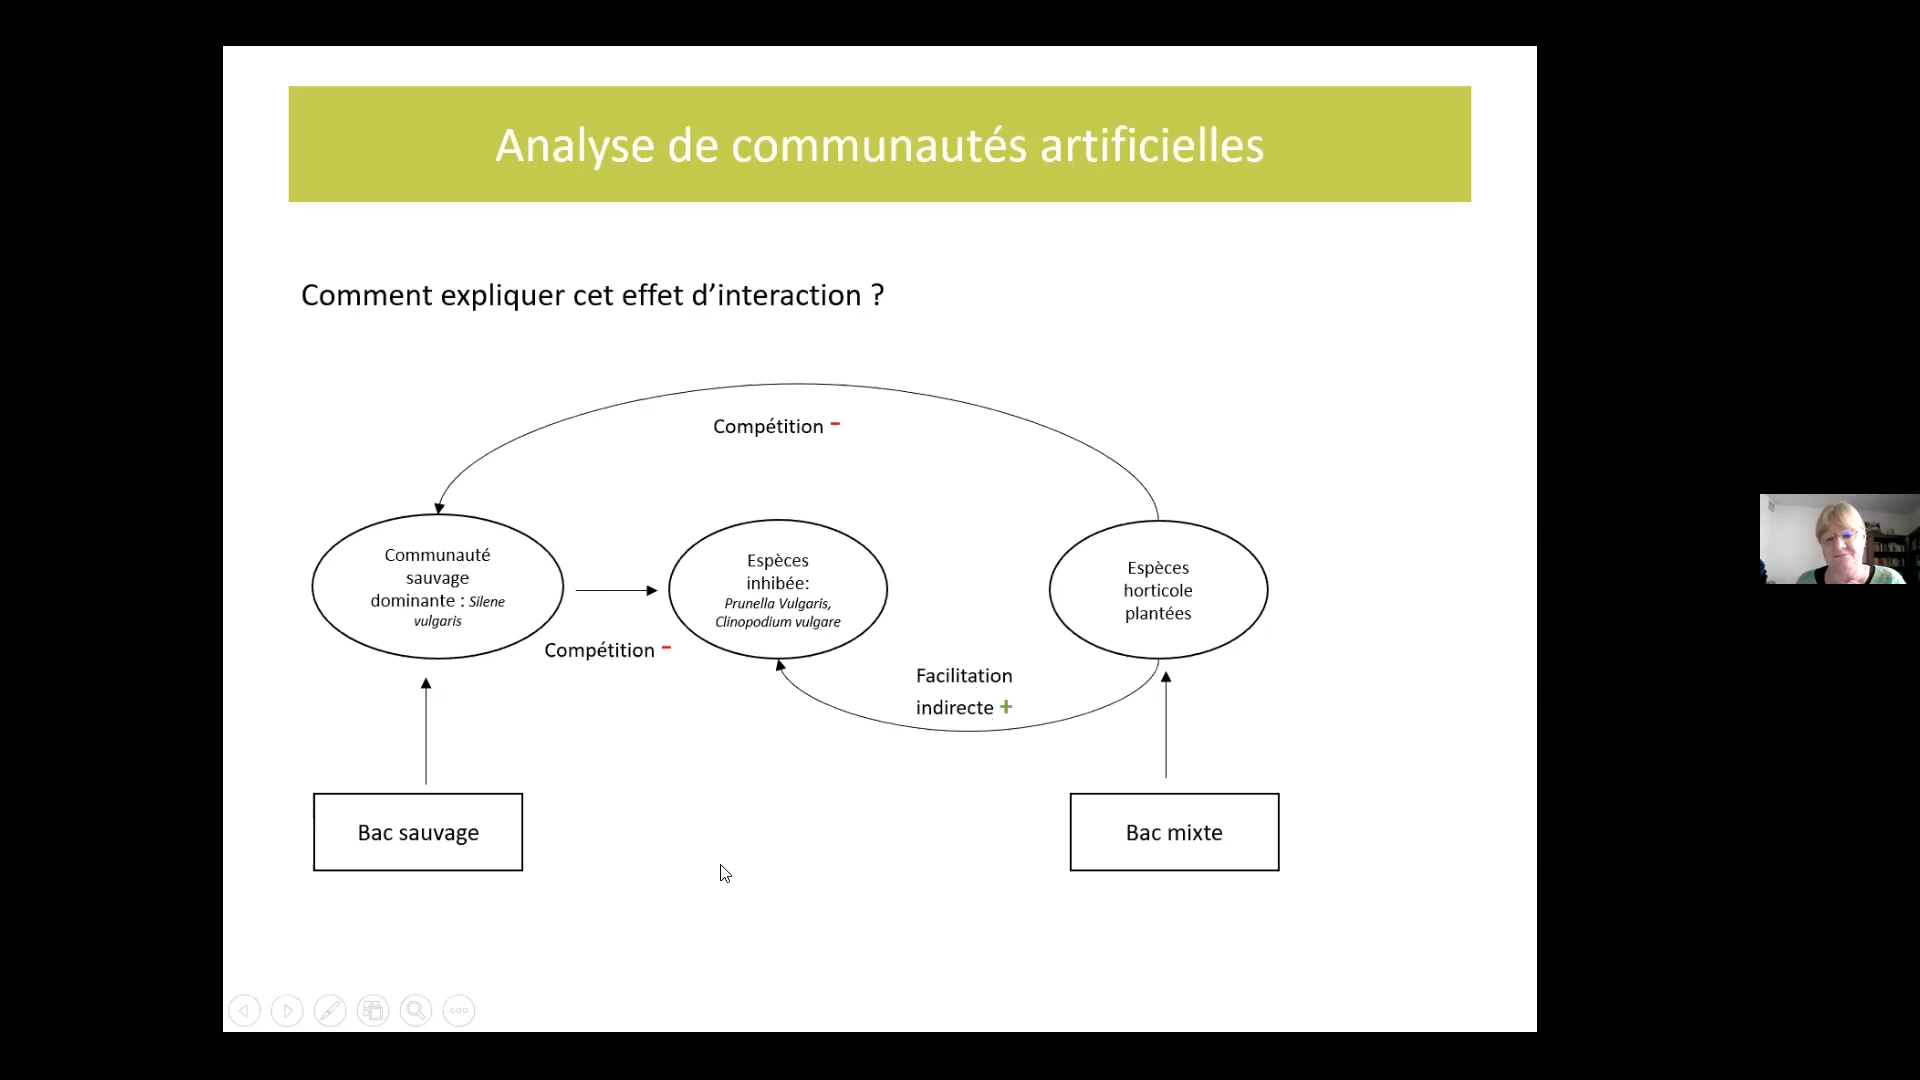 Analyse de communautés artificielles
Comment expliquer cet effet d’interaction ?
Compétition -
Communauté
sauvage
dominante : Silene
vulgaris
Compétition -
Espèces
inhibée:
Prunella Vulgaris,
Clinopodium vulgare
Espèces
horticole
plantées
Facilitation
indirecte +
Bac sauvage
Bac mixte